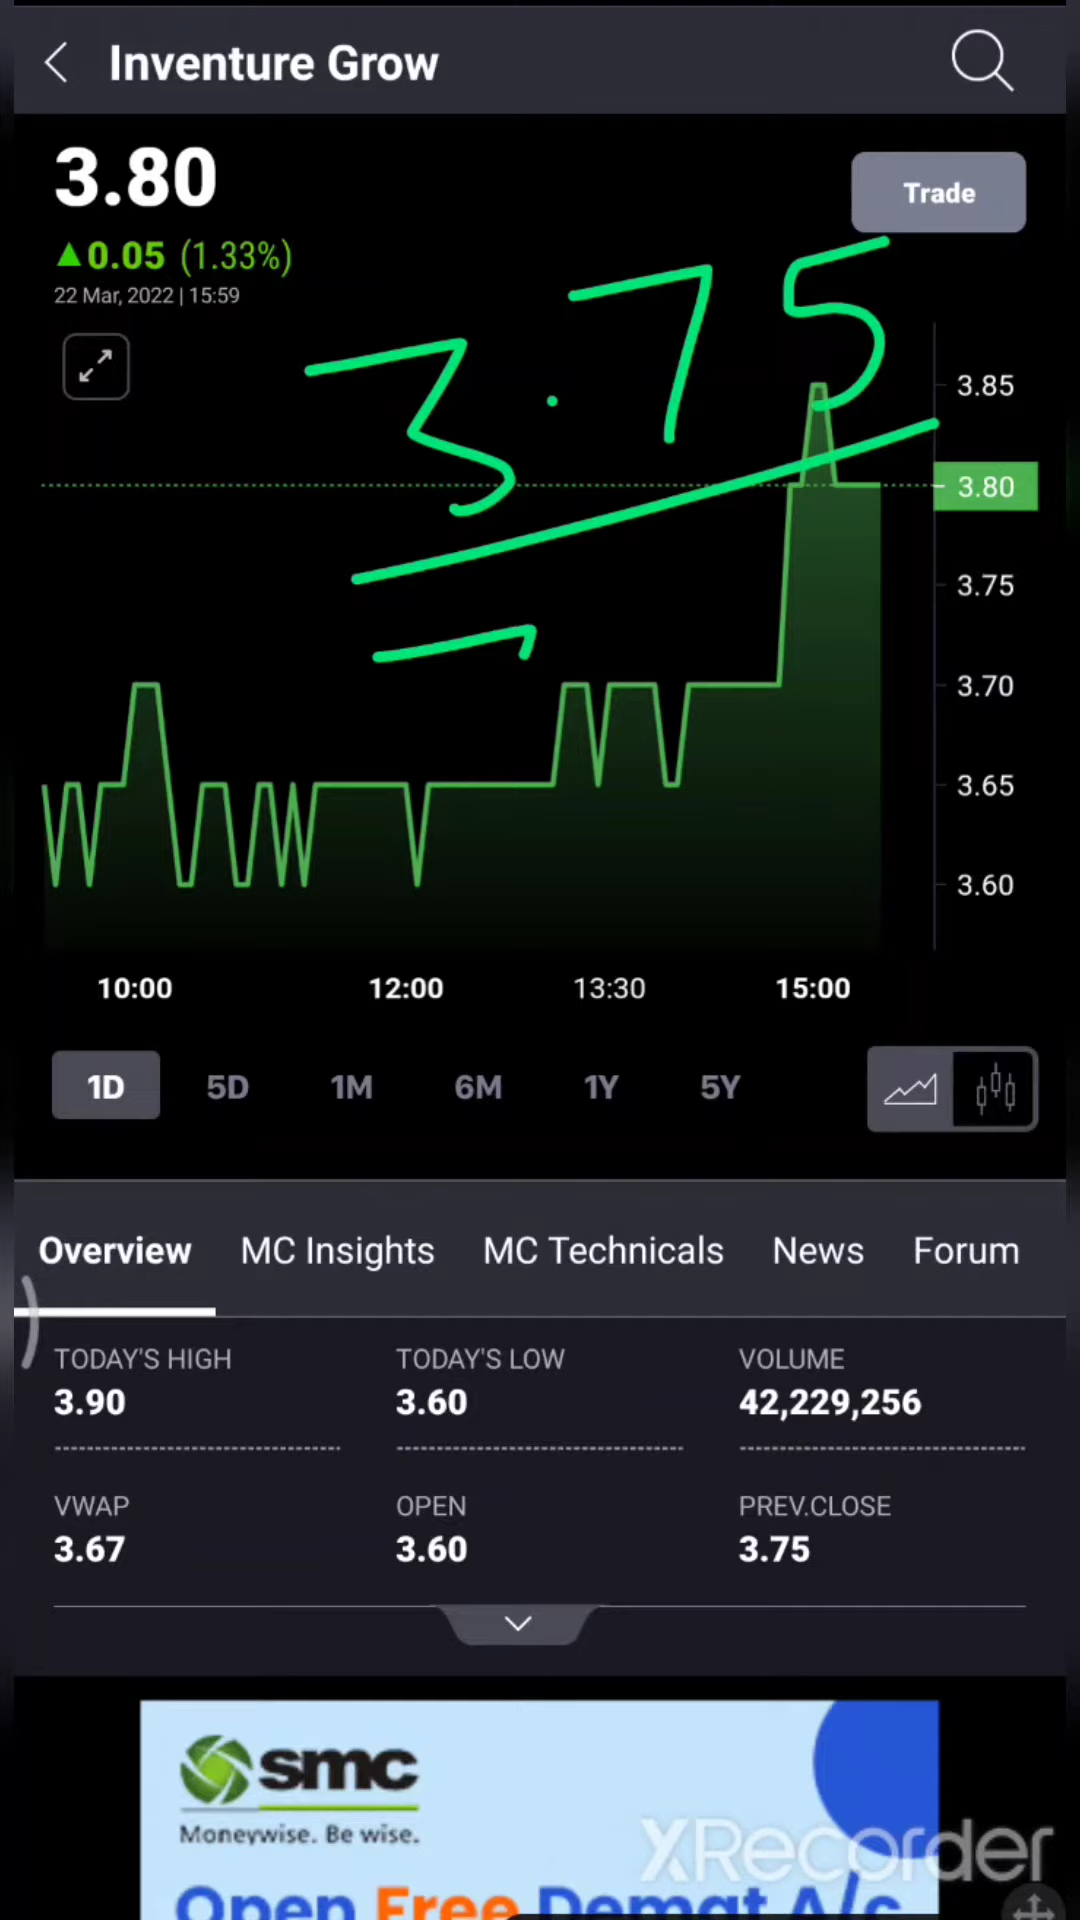 Inventure Grow
3.80
Trade
▲0.05 (1.33%)
22 Mar, 2022 | 15:59
3.75
3.85
3.80
3.75
3.70
3.65
3.60
10:00 12:00 13:30 15:00
1D 5D 1M 6M 1Y 5Y
Overview MC Insights MC Technicals News Forum
TODAY'S HIGH TODAY'S LOW VOLUME
3.90 3.60 42,229,256
VWAP OPEN PREV.CLOSE
3.67 3.60 3.75
smc
Moneywise. Be wise.
XRecorder
Open Free Demat A/c